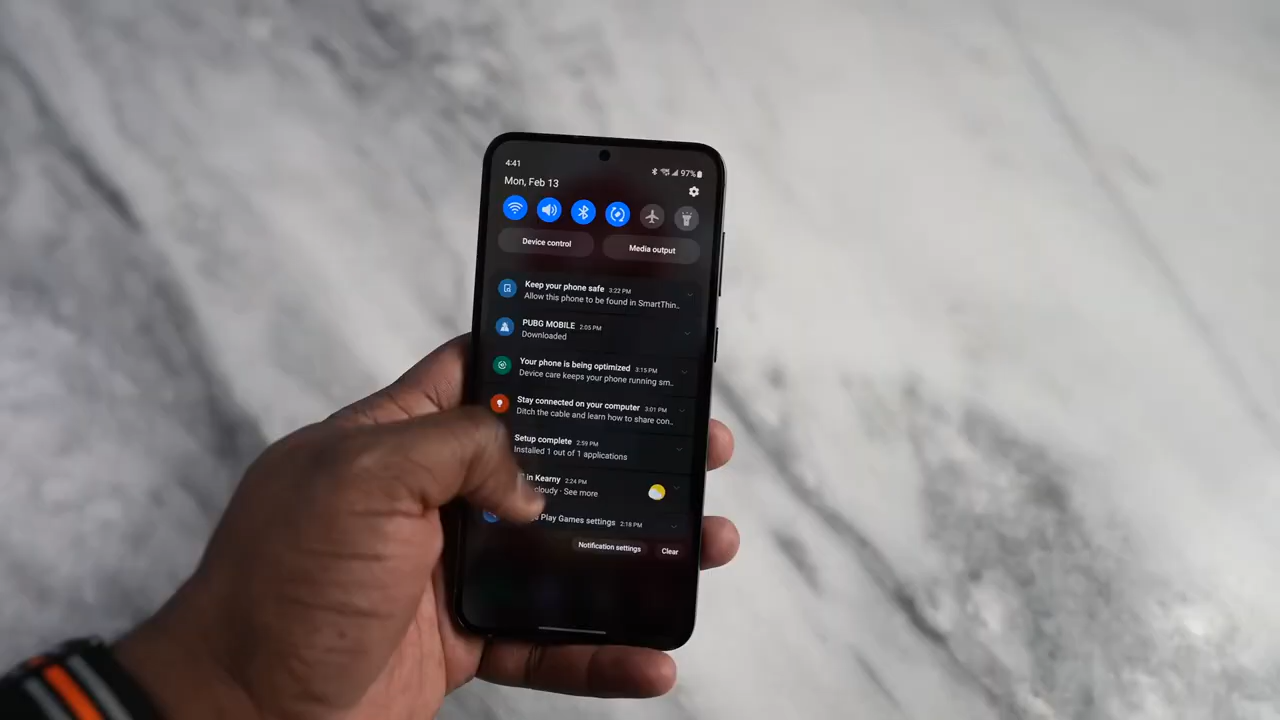 4:41
97%
Mon, Feb 13
Device control
Media output
Keep your phone safe 3:22 PM
Allow this phone to be found in SmartThin..
PUBG MOBILE 2:05 PM
Downloaded
Your phone is being optimized 3:15 PM
Device care keeps your phone running sm..
Stay connected on your computer 3:01 PM
Ditch the cable and learn how to share con..
Setup complete 2:59 PM
Installed 1 out of 1 applications
in Kearny 2:24 PM
cloudy · See more
Play Games settings 2:18 PM
Notification settings
Clear